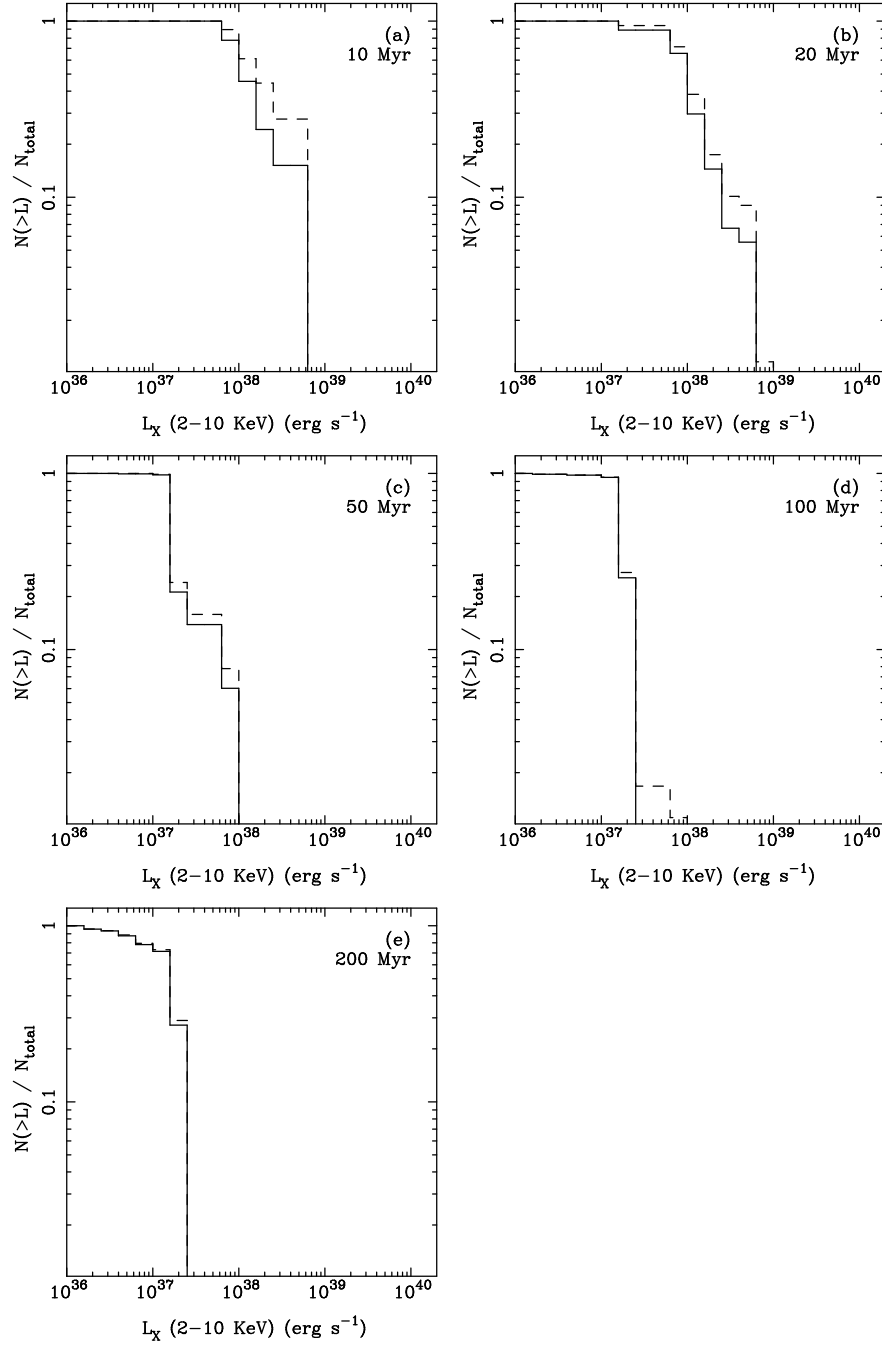 (a)
10 Myr
1
0.1
N(>L) / N_total
10^36 10^37 10^38 10^39 10^40
L_X (2−10 KeV) (erg s^−1)
(b)
20 Myr
1
0.1
N(>L) / N_total
10^36 10^37 10^38 10^39 10^40
L_X (2−10 KeV) (erg s^−1)
(c)
50 Myr
1
0.1
N(>L) / N_total
10^36 10^37 10^38 10^39 10^40
L_X (2−10 KeV) (erg s^−1)
(d)
100 Myr
1
0.1
N(>L) / N_total
10^36 10^37 10^38 10^39 10^40
L_X (2−10 KeV) (erg s^−1)
(e)
200 Myr
1
0.1
N(>L) / N_total
10^36 10^37 10^38 10^39 10^40
L_X (2−10 KeV) (erg s^−1)